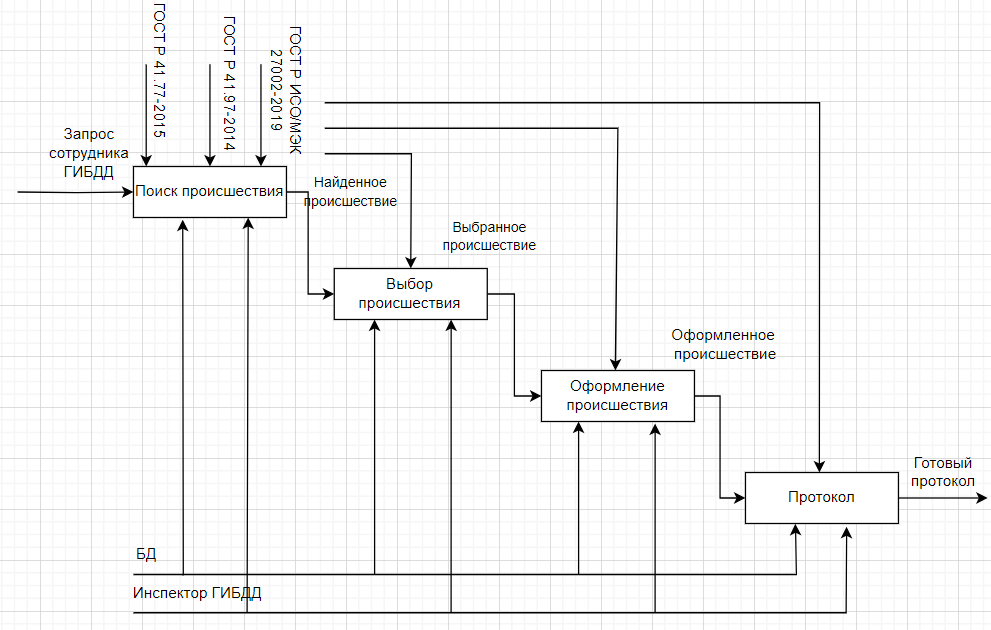 ГОСТ Р 41.77-2015
ГОСТ Р 41.97-2014
ГОСТ Р ИСО/МЭК
27002-2019
Запрос
сотрудника
ГИБДД
Поиск происшествия
Найденное
происшествие
Выбранное
происшествие
Выбор
происшествия
Оформленное
происшествие
Оформление
происшествия
Готовый
протокол
Протокол
БД
Инспектор ГИБДД